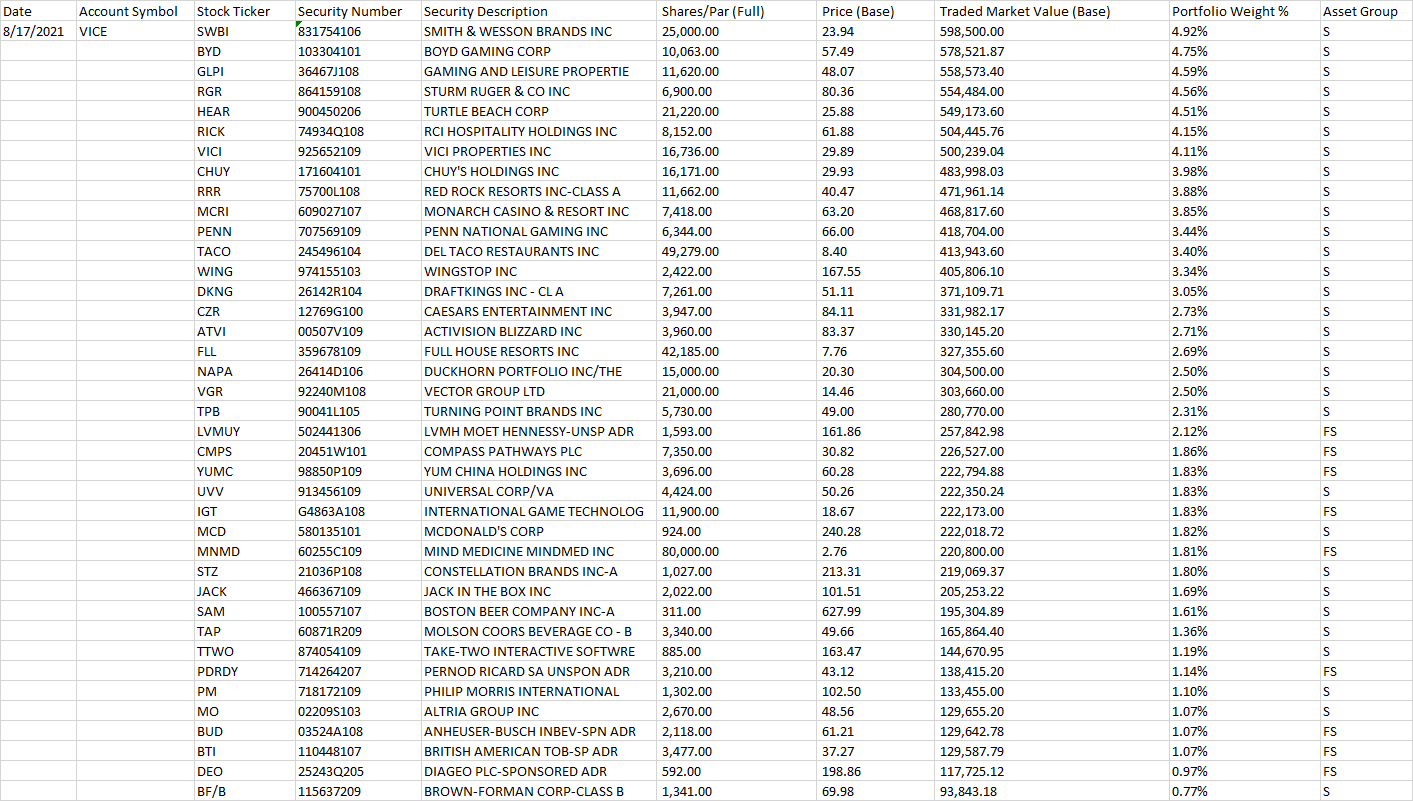 Date Account Symbol Stock Ticker Security Number Security Description Shares/Par (Full) Price (Base) Traded Market Value (Base) Portfolio Weight % Asset Group
8/17/2021 VICE SWBI 831754106 SMITH & WESSON BRANDS INC 25,000.00 23.94 598,500.00 4.92% S
BYD 103304101 BOYD GAMING CORP 10,063.00 57.49 578,521.87 4.75% S
GLPI 36467J108 GAMING AND LEISURE PROPERTIE 11,620.00 48.07 558,573.40 4.59% S
RGR 864159108 STURM RUGER & CO INC 6,900.00 80.36 554,484.00 4.56% S
HEAR 900450206 TURTLE BEACH CORP 21,220.00 25.88 549,173.60 4.51% S
RICK 74934Q108 RCI HOSPITALITY HOLDINGS INC 8,152.00 61.88 504,445.76 4.15% S
VICI 925652109 VICI PROPERTIES INC 16,736.00 29.89 500,239.04 4.11% S
CHUY 171604101 CHUY'S HOLDINGS INC 16,171.00 29.93 483,998.03 3.98% S
RRR 75700L108 RED ROCK RESORTS INC-CLASS A 11,662.00 40.47 471,961.14 3.88% S
MCRI 609027107 MONARCH CASINO & RESORT INC 7,418.00 63.20 468,817.60 3.85% S
PENN 707569109 PENN NATIONAL GAMING INC 6,344.00 66.00 418,704.00 3.44% S
TACO 245496104 DEL TACO RESTAURANTS INC 49,279.00 8.40 413,943.60 3.40% S
WING 974155103 WINGSTOP INC 2,422.00 167.55 405,806.10 3.34% S
DKNG 26142R104 DRAFTKINGS INC - CL A 7,261.00 51.11 371,109.71 3.05% S
CZR 12769G100 CAESARS ENTERTAINMENT INC 3,947.00 84.11 331,982.17 2.73% S
ATVI 00507V109 ACTIVISION BLIZZARD INC 3,960.00 83.37 330,145.20 2.71% S
FLL 359678109 FULL HOUSE RESORTS INC 42,185.00 7.76 327,355.60 2.69% S
NAPA 26414D106 DUCKHORN PORTFOLIO INC/THE 15,000.00 20.30 304,500.00 2.50% S
VGR 92240M108 VECTOR GROUP LTD 21,000.00 14.46 303,660.00 2.50% S
TPB 90041L105 TURNING POINT BRANDS INC 5,730.00 49.00 280,770.00 2.31% S
LVMUY 502441306 LVMH MOET HENNESSY-UNSP ADR 1,593.00 161.86 257,842.98 2.12% FS
CMPS 20451W101 COMPASS PATHWAYS PLC 7,350.00 30.82 226,527.00 1.86% FS
YUMC 98850P109 YUM CHINA HOLDINGS INC 3,696.00 60.28 222,794.88 1.83% FS
UVV 913456109 UNIVERSAL CORP/VA 4,424.00 50.26 222,350.24 1.83% S
IGT G4863A108 INTERNATIONAL GAME TECHNOLOG 11,900.00 18.67 222,173.00 1.83% FS
MCD 580135101 MCDONALD'S CORP 924.00 240.28 222,018.72 1.82% S
MNMD 60255C109 MIND MEDICINE MINDMED INC 80,000.00 2.76 220,800.00 1.81% FS
STZ 21036P108 CONSTELLATION BRANDS INC-A 1,027.00 213.31 219,069.37 1.80% S
JACK 466367109 JACK IN THE BOX INC 2,022.00 101.51 205,253.22 1.69% S
SAM 100557107 BOSTON BEER COMPANY INC-A 311.00 627.99 195,304.89 1.61% S
TAP 60871R209 MOLSON COORS BEVERAGE CO - B 3,340.00 49.66 165,864.40 1.36% S
TTWO 874054109 TAKE-TWO INTERACTIVE SOFTWRE 885.00 163.47 144,670.95 1.19% S
PDRDY 714264207 PERNOD RICARD SA UNSPON ADR 3,210.00 43.12 138,415.20 1.14% FS
PM 718172109 PHILIP MORRIS INTERNATIONAL 1,302.00 102.50 133,455.00 1.10% S
MO 02209S103 ALTRIA GROUP INC 2,670.00 48.56 129,655.20 1.07% S
BUD 03524A108 ANHEUSER-BUSCH INBEV-SPN ADR 2,118.00 61.21 129,642.78 1.07% FS
BTI 110448107 BRITISH AMERICAN TOB-SP ADR 3,477.00 37.27 129,587.79 1.07% FS
DEO 25243Q205 DIAGEO PLC-SPONSORED ADR 592.00 198.86 117,725.12 0.97% FS
BF/B 115637209 BROWN-FORMAN CORP-CLASS B 1,341.00 69.98 93,843.18 0.77% S